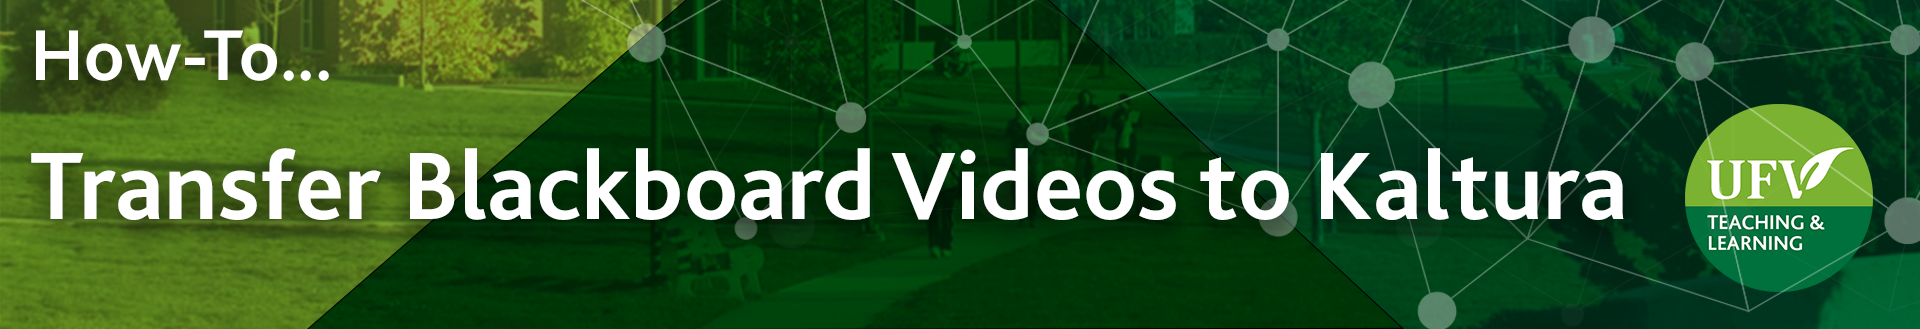 How-To...
Transfer Blackboard Videos to Kaltura
UFV
TEACHING &
LEARNING